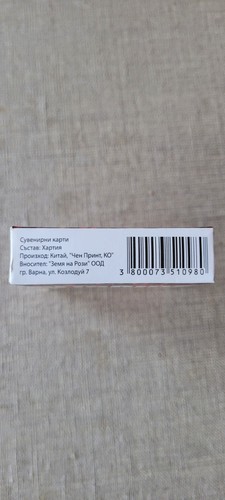 Сувенирни карти
Състав: Хартия
Произход: Китай, "Чен Принт, КО"
Вносител: "Земя на Рози" ООД
гр. Варна, ул. Козлодуй 7
3 800073 510980